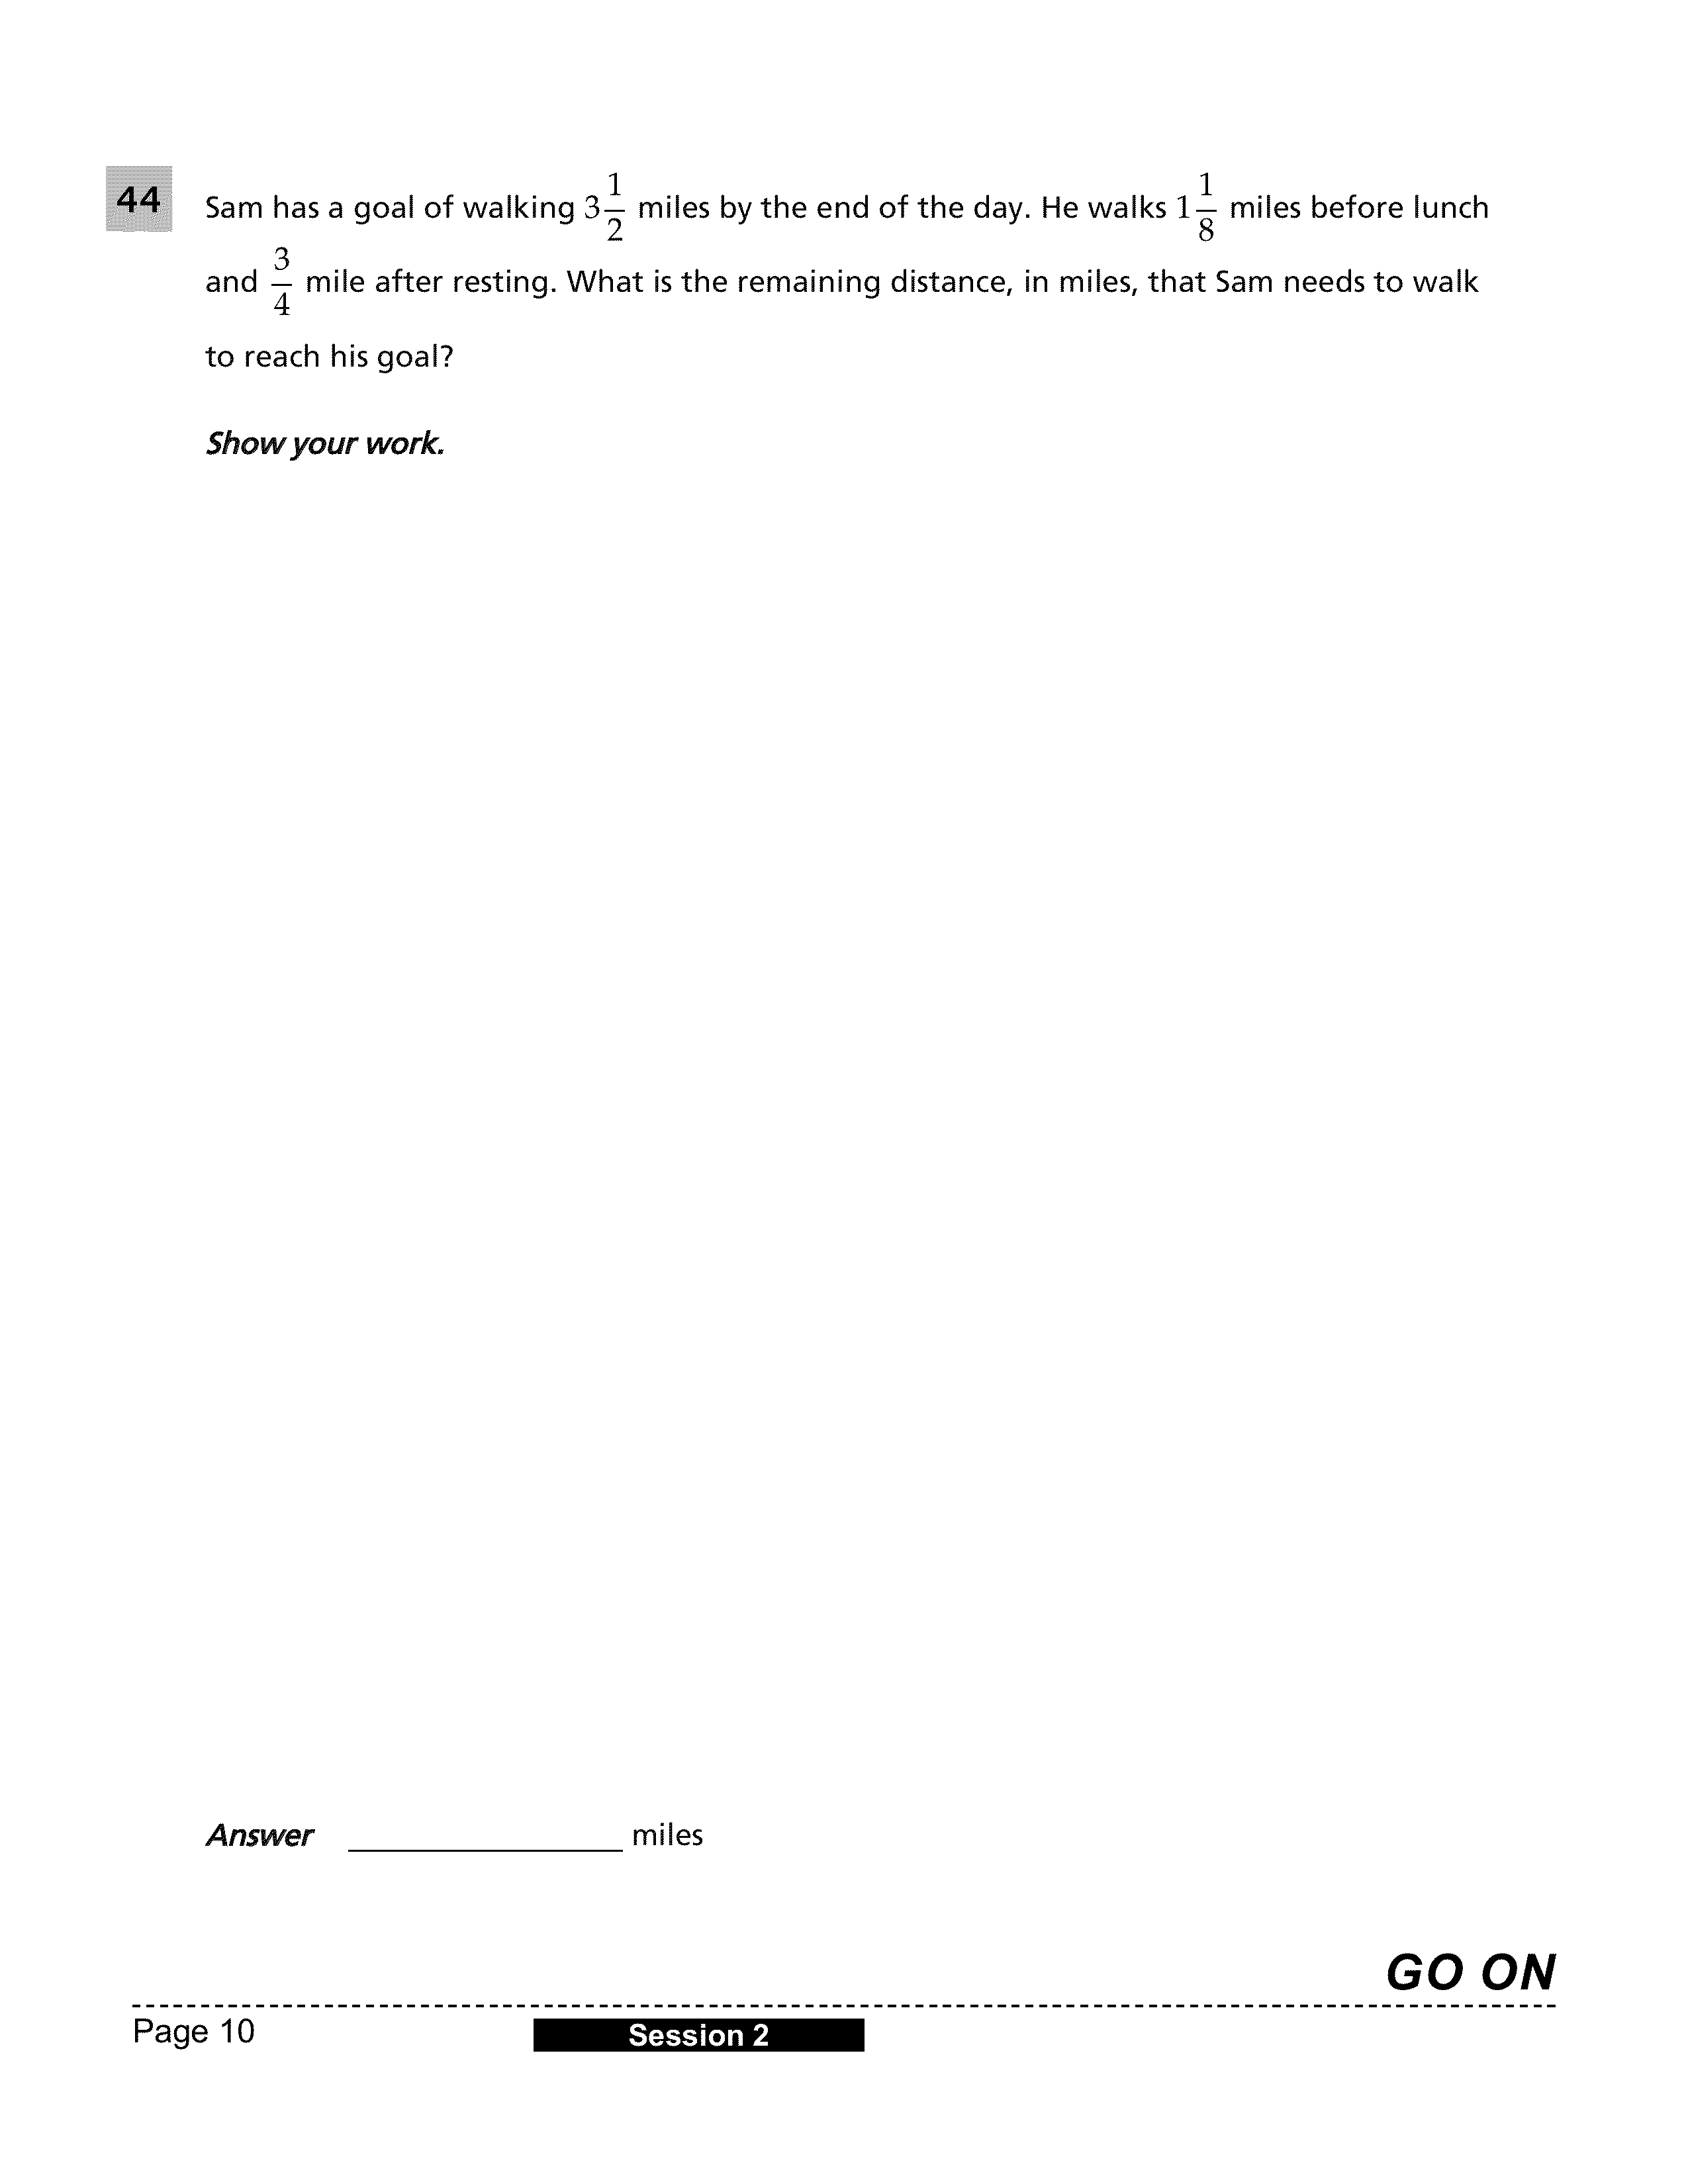 44 Sam has a goal of walking 3 1/2 miles by the end of the day. He walks 1 1/8 miles before lunch
and 3/4 mile after resting. What is the remaining distance, in miles, that Sam needs to walk
to reach his goal?
Show your work.
Answer ________________ miles
GO ON
Page 10 Session 2